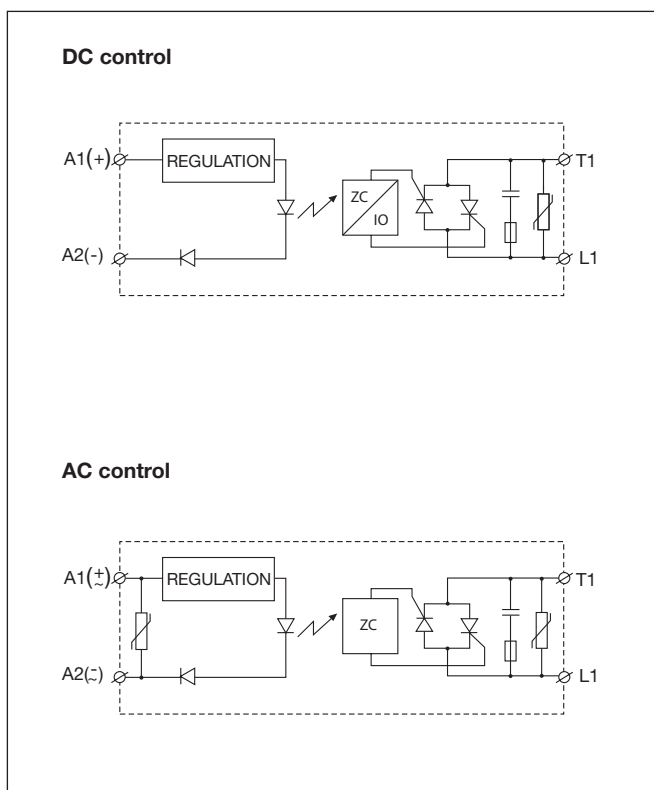 DC control
A1(+)
REGULATION
T1
ZC
IO
A2(-)
L1
AC control
A1(±~)
REGULATION
T1
ZC
A2(-~)
L1